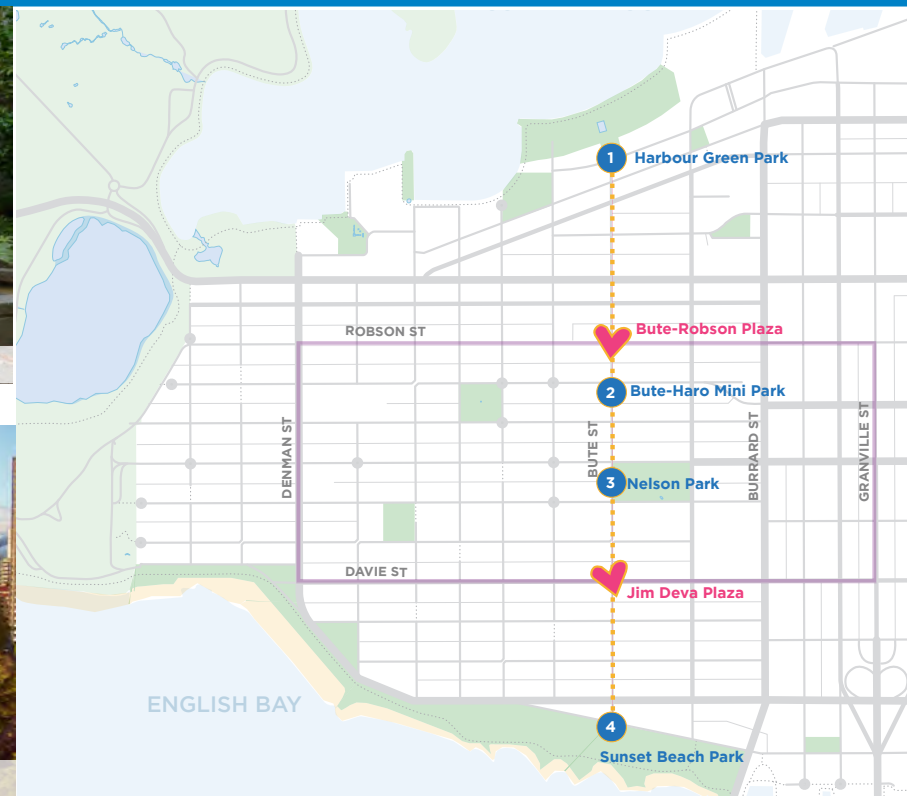 1 Harbour Green Park
Bute-Robson Plaza
ROBSON ST
2 Bute-Haro Mini Park
DENMAN ST
BUTE ST
BURRARD ST
GRANVILLE ST
3 Nelson Park
DAVIE ST
Jim Deva Plaza
ENGLISH BAY
4
Sunset Beach Park